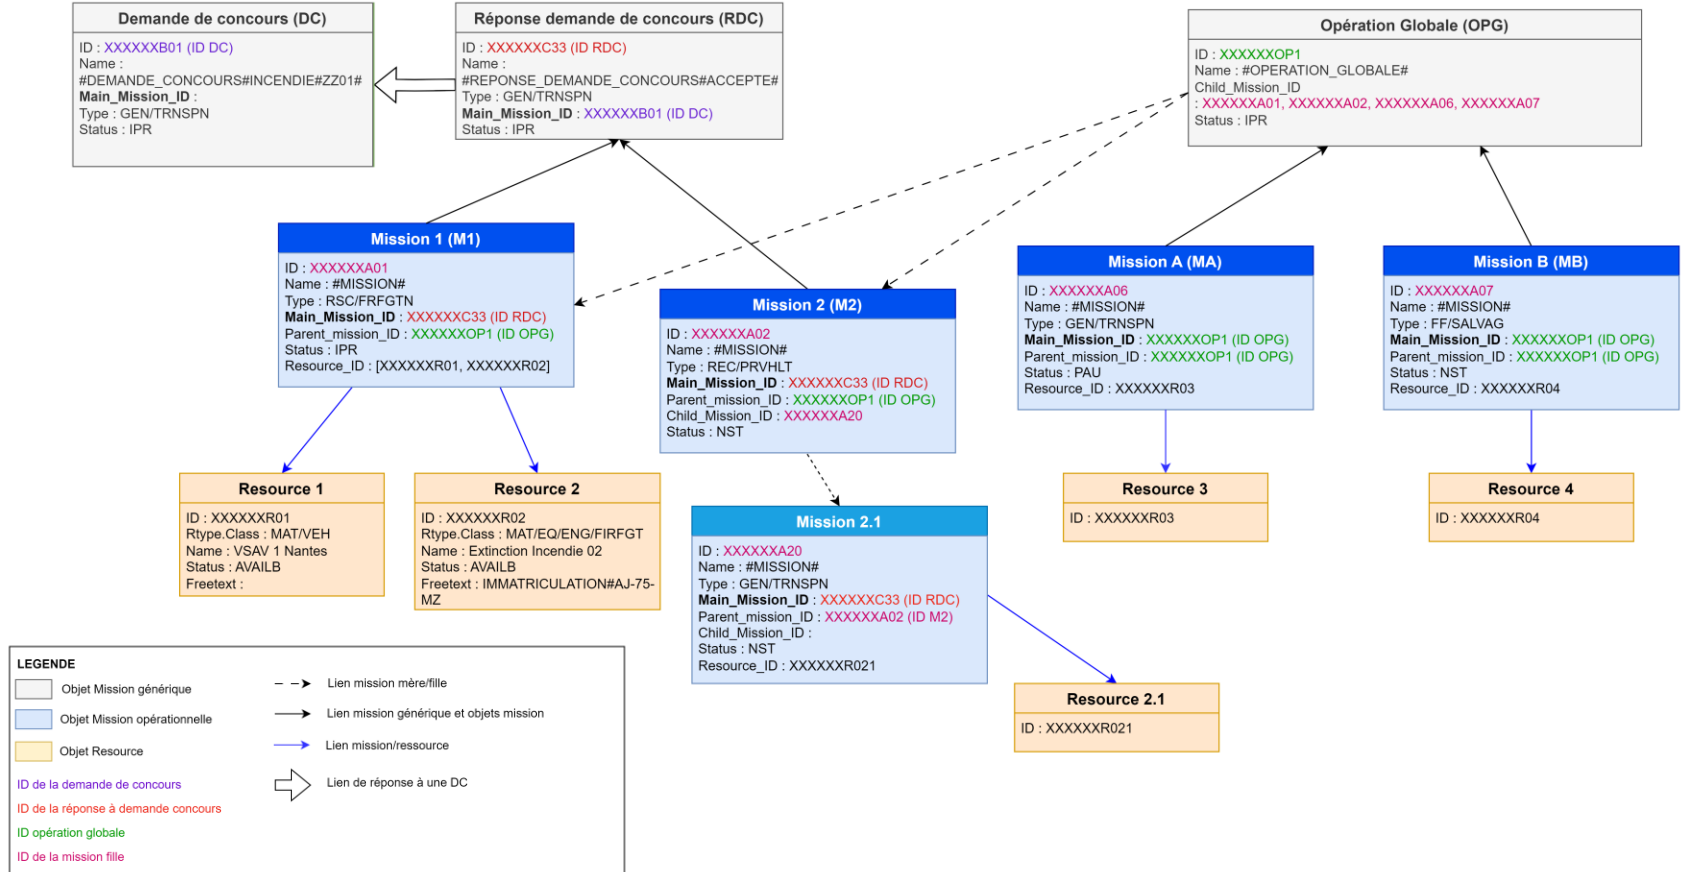 Demande de concours (DC)
ID : XXXXXXB01 (ID DC)
Name :
#DEMANDE_CONCOURS#INCENDIE#ZZ01#
Main_Mission_ID :
Type : GEN/TRNSPN
Status : IPR
Réponse demande de concours (RDC)
ID : XXXXXXC33 (ID RDC)
Name :
#REPONSE_DEMANDE_CONCOURS#ACCEPTE#
Type : GEN/TRNSPN
Main_Mission_ID : XXXXXXB01 (ID DC)
Status : IPR
Opération Globale (OPG)
ID : XXXXXXOP1
Name : #OPERATION_GLOBALE#
Child_Mission_ID
: XXXXXXA01, XXXXXXA02, XXXXXXA06, XXXXXXA07
Status : IPR
Mission 1 (M1)
ID : XXXXXXA01
Name : #MISSION#
Type : RSC/FRFGTN
Main_Mission_ID : XXXXXXC33 (ID RDC)
Parent_mission_ID : XXXXXXOP1 (ID OPG)
Status : IPR
Resource_ID : [XXXXXXR01, XXXXXXR02]
Mission 2 (M2)
ID : XXXXXXA02
Name : #MISSION#
Type : REC/PRVHLT
Main_Mission_ID : XXXXXXC33 (ID RDC)
Parent_mission_ID : XXXXXXOP1 (ID OPG)
Child_Mission_ID : XXXXXXA20
Status : NST
Mission A (MA)
ID : XXXXXXA06
Name : #MISSION#
Type : GEN/TRNSPN
Main_Mission_ID : XXXXXXOP1 (ID OPG)
Parent_mission_ID : XXXXXXOP1 (ID OPG)
Status : PAU
Resource_ID : XXXXXXR03
Mission B (MB)
ID : XXXXXXA07
Name : #MISSION#
Type : FF/SALVAG
Main_Mission_ID : XXXXXXOP1 (ID OPG)
Parent_mission_ID : XXXXXXOP1 (ID OPG)
Status : NST
Resource_ID : XXXXXXR04
Resource 1
ID : XXXXXXR01
Rtype.Class : MAT/VEH
Name : VSAV 1 Nantes
Status : AVAILB
Freetext :
Resource 2
ID : XXXXXXR02
Rtype.Class : MAT/EQ/ENG/FIRFGT
Name : Extinction Incendie 02
Status : AVAILB
Freetext : IMMATRICULATION#AJ-75-
MZ
Resource 3
ID : XXXXXXR03
Resource 4
ID : XXXXXXR04
Mission 2.1
ID : XXXXXXA20
Name : #MISSION#
Type : GEN/TRNSPN
Main_Mission_ID : XXXXXXC33 (ID RDC)
Parent_mission_ID : XXXXXXA02 (ID M2)
Child_Mission_ID :
Status : NST
Resource_ID : XXXXXXR021
Resource 2.1
ID : XXXXXXR021
LEGENDE
Objet Mission générique
Objet Mission opérationnelle
Objet Resource
ID de la demande de concours
ID de la réponse à demande concours
ID opération globale
ID de la mission fille
Lien mission mère/fille
Lien mission générique et objets mission
Lien mission/ressource
Lien de réponse à une DC